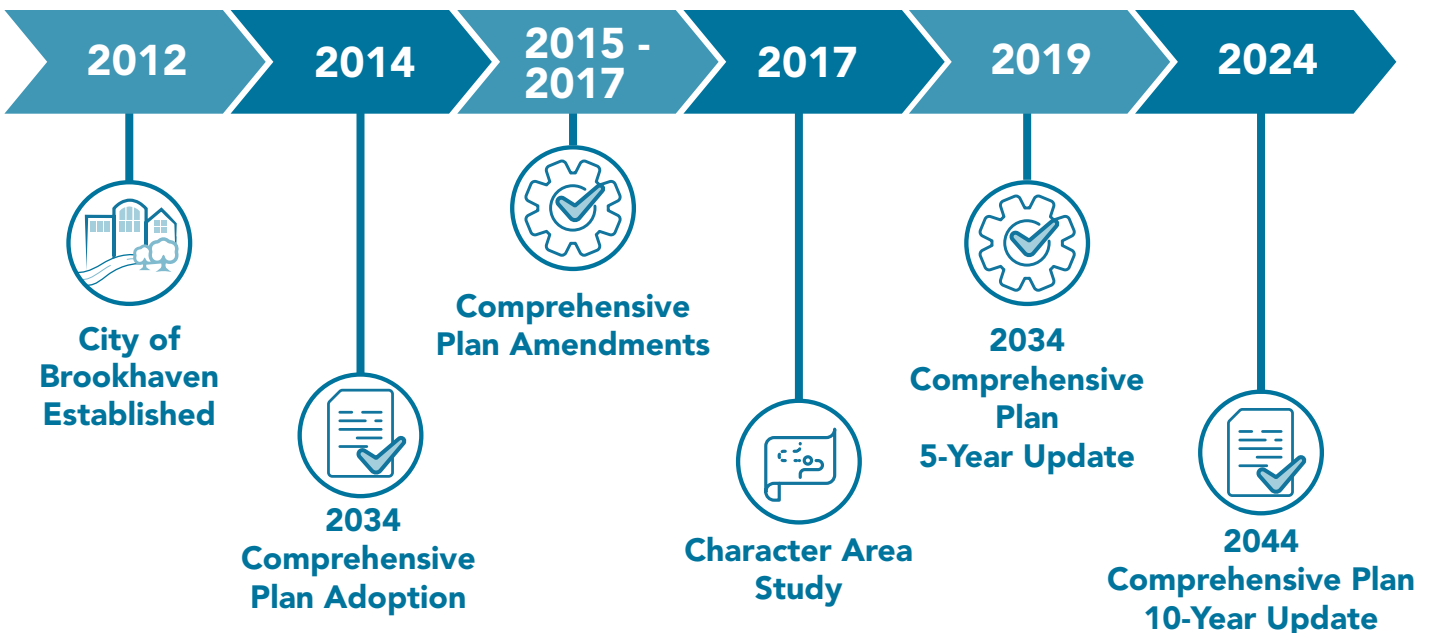 2012
2014
2015 -
2017
2017
2019
2024
City of
Brookhaven
Established
2034
Comprehensive
Plan Adoption
Comprehensive
Plan Amendments
Character Area
Study
2034
Comprehensive
Plan
5-Year Update
2044
Comprehensive Plan
10-Year Update